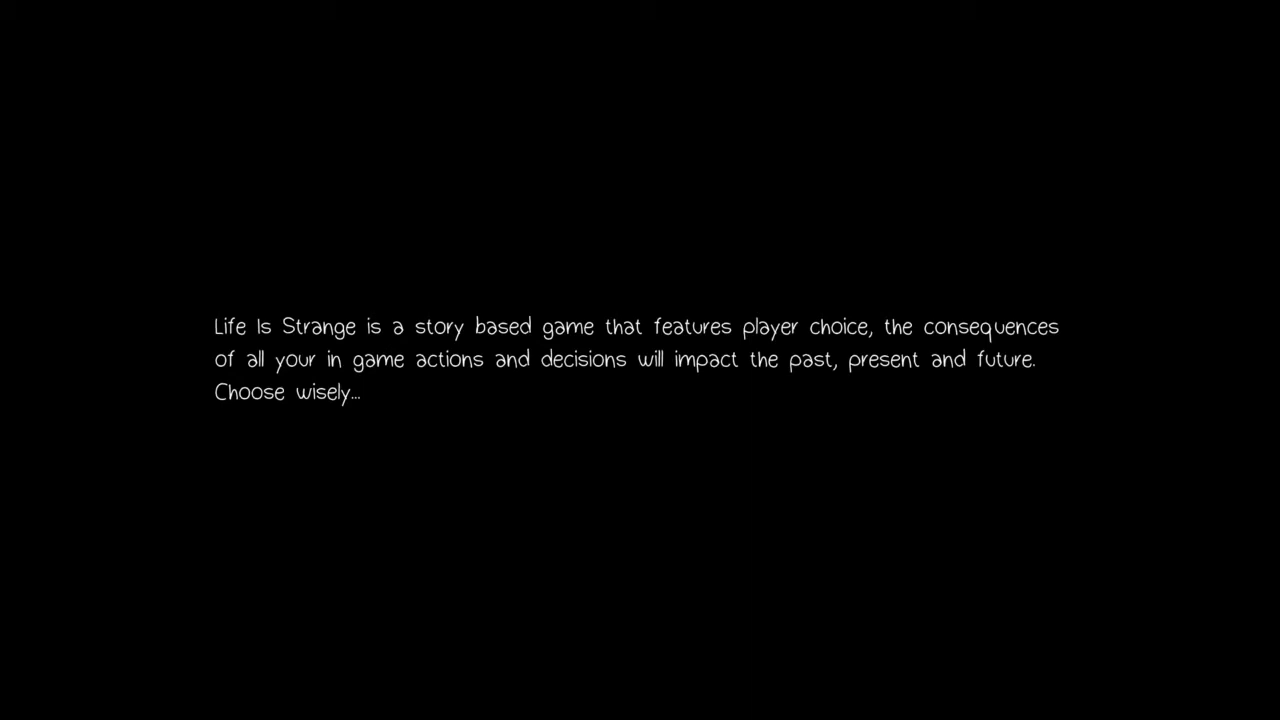 Life Is Strange is a story based game that features player choice, the consequences
of all your in game actions and decisions will impact the past, present and future.
Choose wisely...